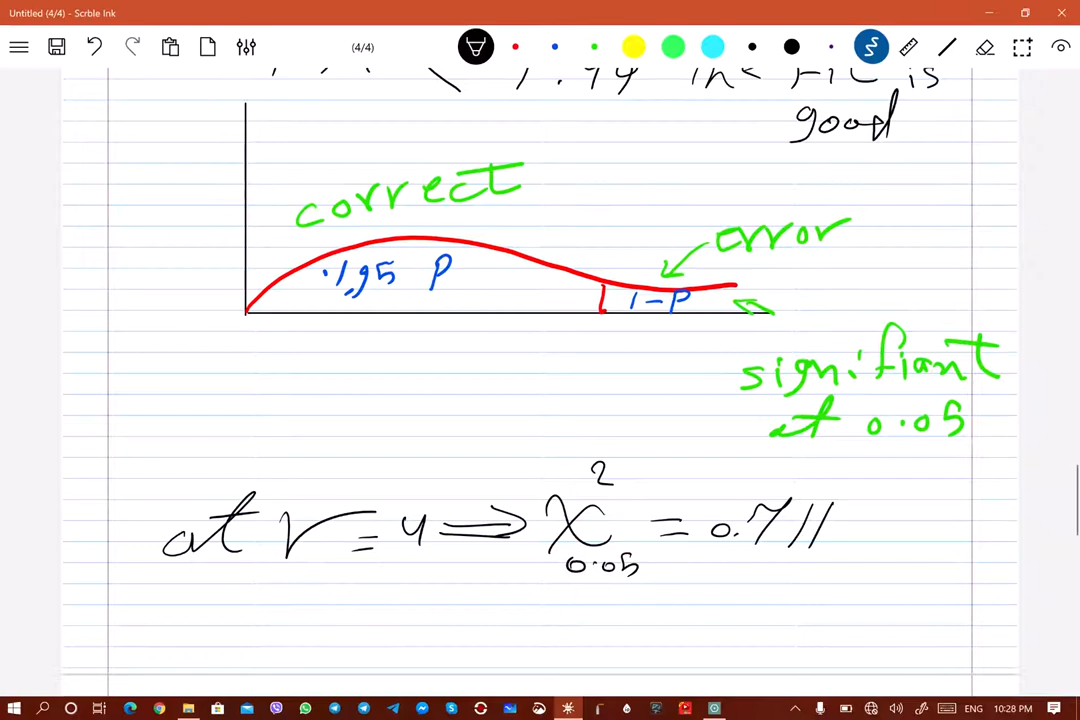 Untitled (4/4) - Scrble Ink
(4/4)
is
good
correct
error
%95 P
1-P
signifiant
at 0.05
at ν = 4 ⟹ χ²0.05 = 0.711
ENG 10:28 PM